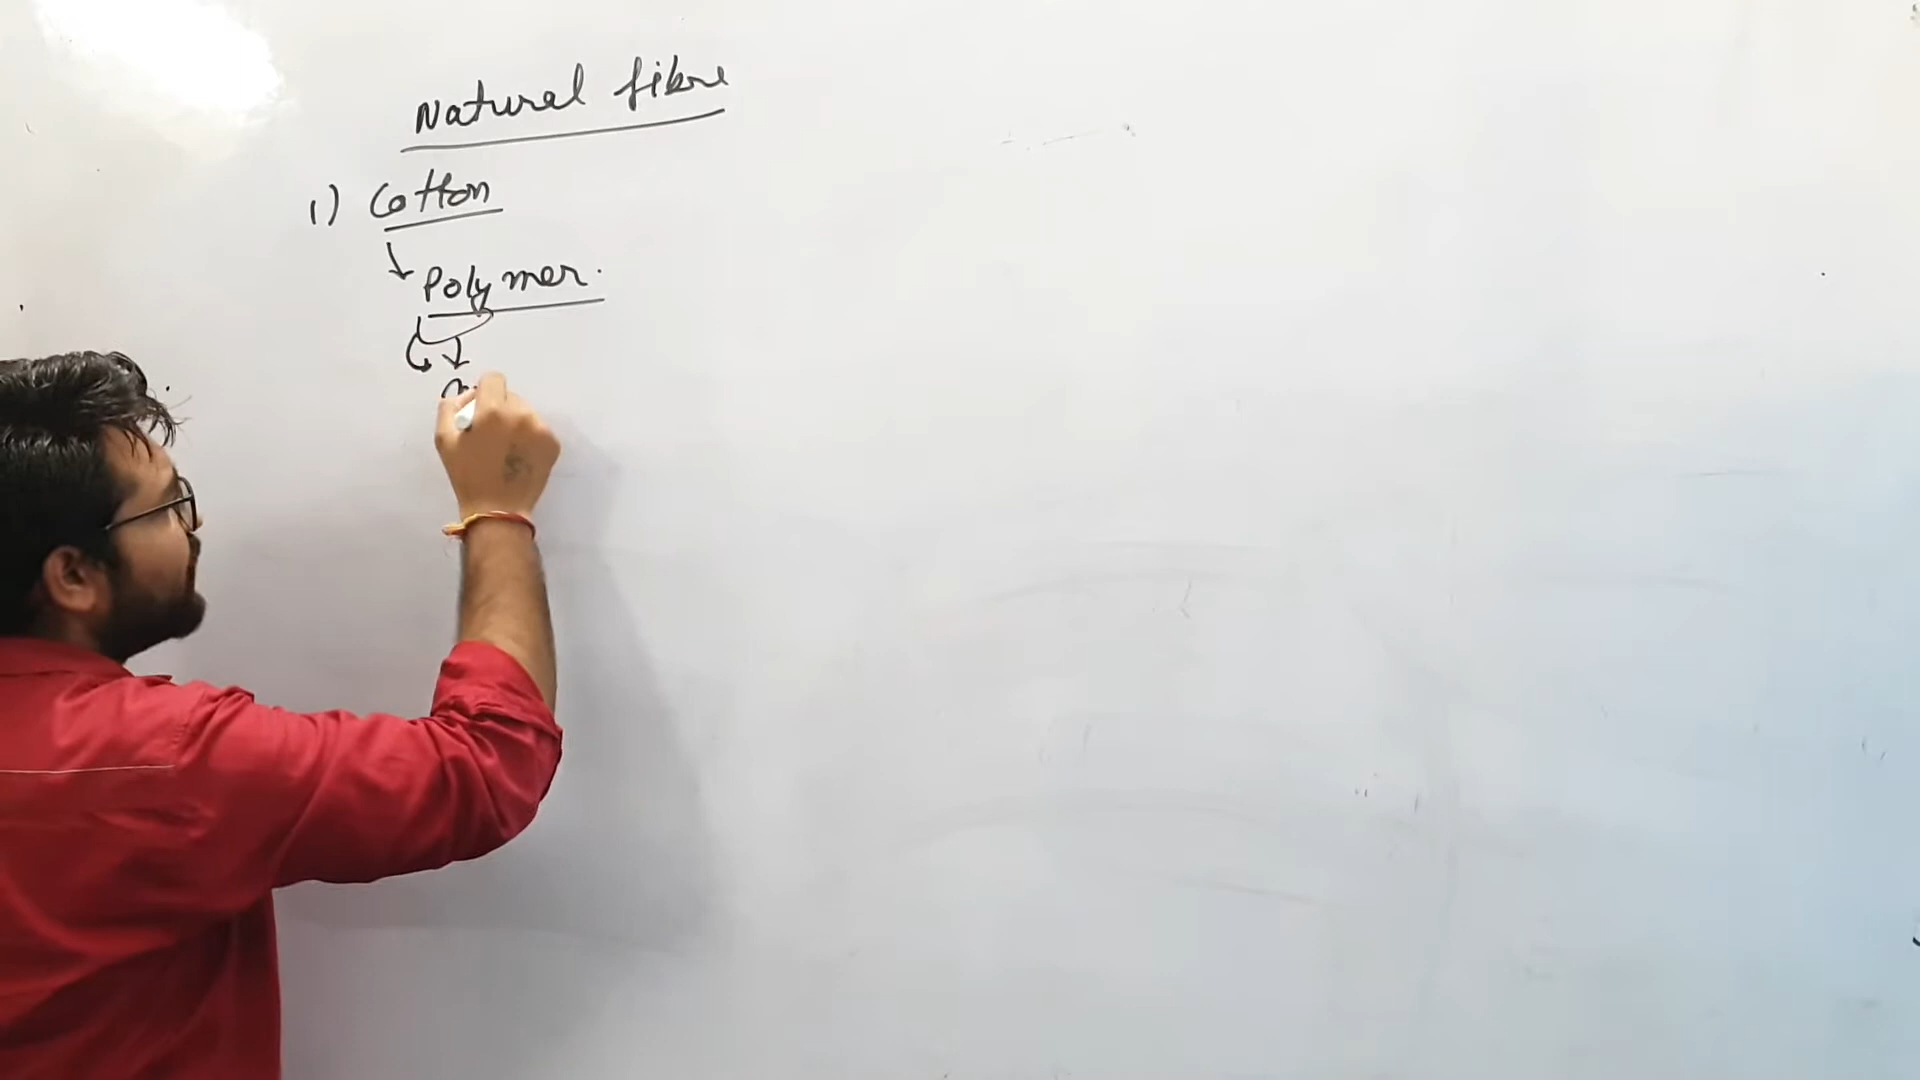 Natural fibre
1) Cotton
Polymer.